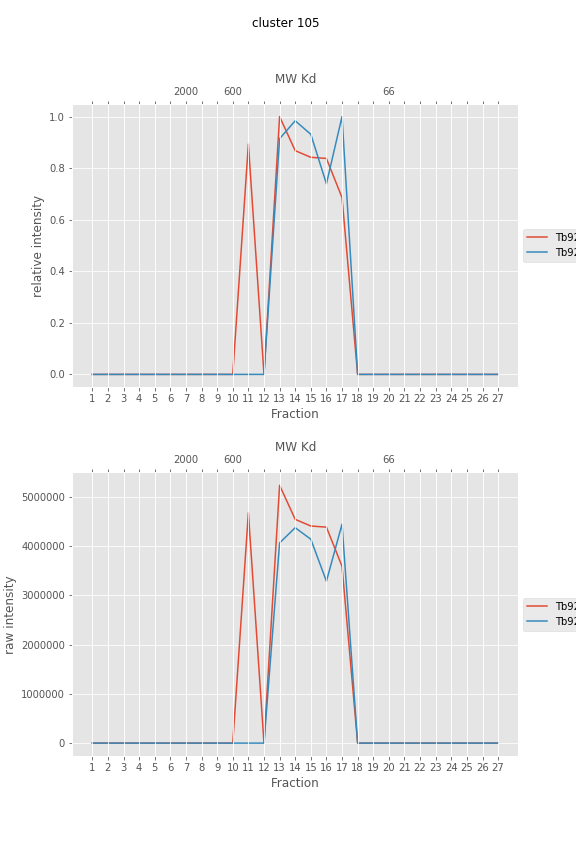 cluster 105
MW Kd
2000 600 66
1.0
0.8
0.6
0.4
0.2
0.0
relative intensity
Tb92
Tb92
1 2 3 4 5 6 7 8 9 10 11 12 13 14 15 16 17 18 19 20 21 22 23 24 25 26 27
Fraction
MW Kd
2000 600 66
5000000
4000000
3000000
2000000
1000000
0
raw intensity
Tb92
Tb92
1 2 3 4 5 6 7 8 9 10 11 12 13 14 15 16 17 18 19 20 21 22 23 24 25 26 27
Fraction